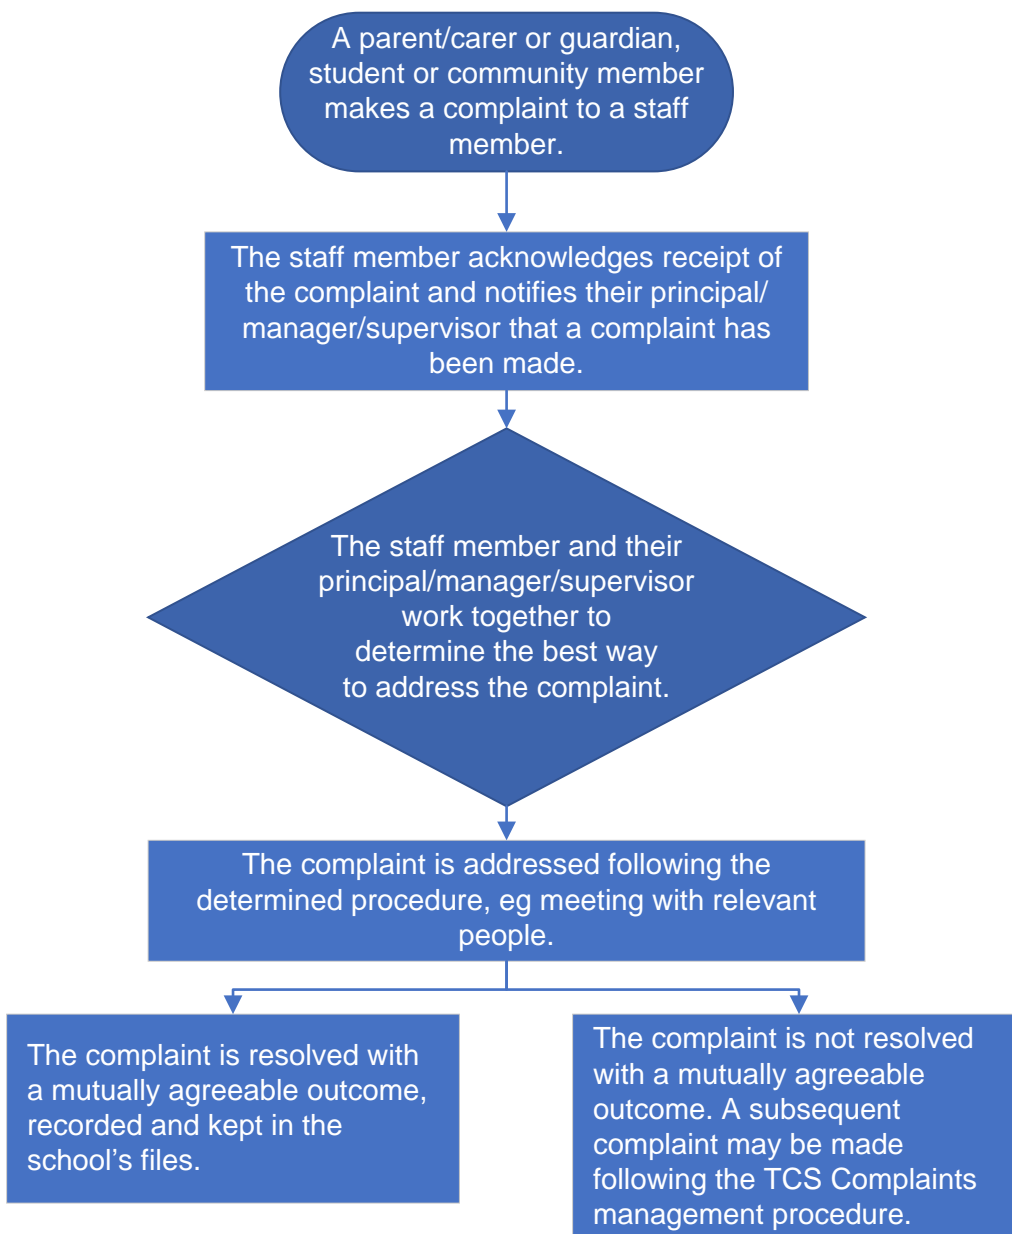 A parent/carer or guardian,
student or community member
makes a complaint to a staff
member.
The staff member acknowledges receipt of
the complaint and notifies their principal/
manager/supervisor that a complaint has
been made.
The staff member and their
principal/manager/supervisor
work together to
determine the best way
to address the complaint.
The complaint is addressed following the
determined procedure, eg meeting with relevant
people.
The complaint is resolved with
a mutually agreeable outcome,
recorded and kept in the
school’s files.
The complaint is not resolved
with a mutually agreeable
outcome. A subsequent
complaint may be made
following the TCS Complaints
management procedure.